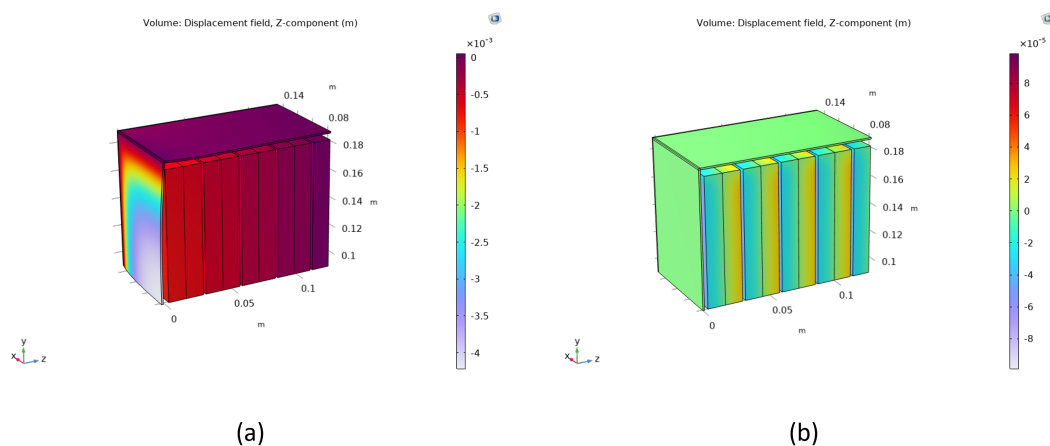 Volume: Displacement field, Z-component (m)
×10⁻³
0
-0.5
-1
-1.5
-2
-2.5
-3
-3.5
-4
m
0.14
0.08
0.18
0.16
0.14 m
0.12
0.1
0.1
0.05
0
m
y
x z
(a)
Volume: Displacement field, Z-component (m)
×10⁻⁵
8
6
4
2
0
-2
-4
-6
-8
m
0.14
0.08
0.18
0.16
0.14 m
0.12
0.1
0.1
0.05
0
m
y
x z
(b)